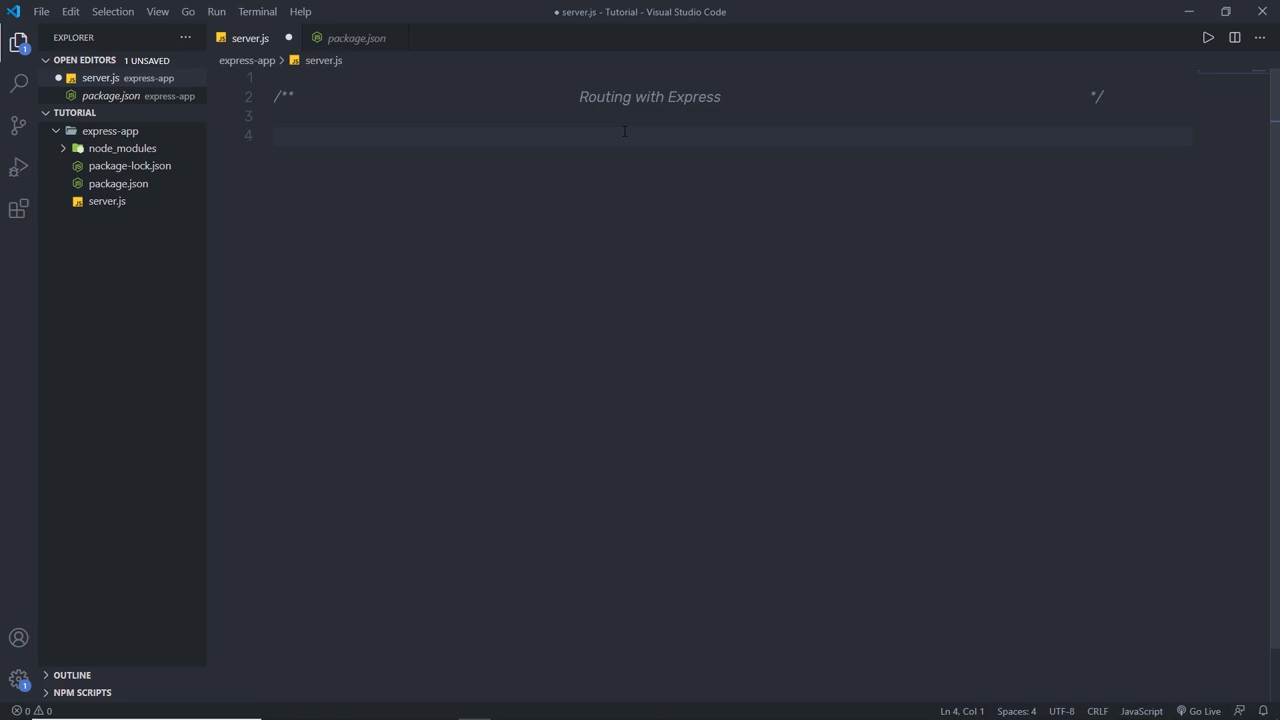 File Edit Selection View Go Run Terminal Help
● server.js - Tutorial - Visual Studio Code
EXPLORER
OPEN EDITORS 1 UNSAVED
server.js express-app
package.json express-app
TUTORIAL
express-app
node_modules
package-lock.json
package.json
server.js
OUTLINE
NPM SCRIPTS
server.js
package.json
express-app > server.js
1
2 /** Routing with Express */
3
4
1
1
0 0
Ln 4, Col 1 Spaces: 4 UTF-8 CRLF JavaScript Go Live